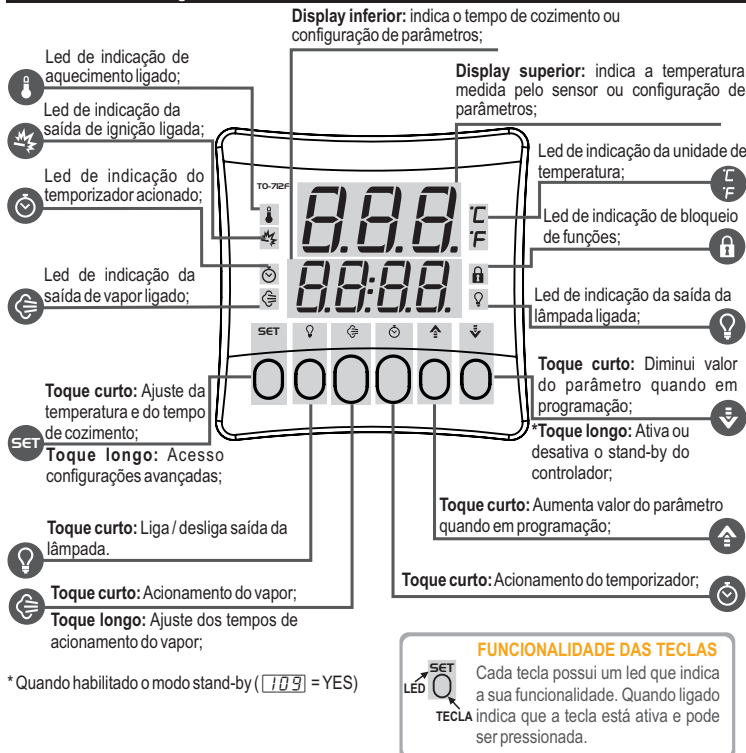 Display inferior: indica o tempo de cozimento ou
configuração de parâmetros;
Led de indicação de
aquecimento ligado;
Display superior: indica a temperatura
medida pelo sensor ou configuração de
parâmetros;
Led de indicação da
saída de ignição ligada;
Led de indicação do
temporizador acionado;
Led de indicação da
saída de vapor ligado;
Led de indicação da unidade de
temperatura;
°C
°F
Led de indicação de bloqueio
de funções;
Led de indicação da saída da
lâmpada ligada;
TO-712F
8.8.8.
°C
°F
88:8.8.
SET
Toque curto: Ajuste da
temperatura e do tempo
de cozimento;
SET
Toque longo: Acesso
configurações avançadas;
Toque curto: Diminui valor
do parâmetro quando em
programação;
*Toque longo: Ativa ou
desativa o stand-by do
controlador;
Toque curto: Aumenta valor do parâmetro
quando em programação;
Toque curto: Liga / desliga saída da
lâmpada.
Toque curto: Acionamento do vapor;
Toque longo: Ajuste dos tempos de
acionamento do vapor;
Toque curto: Acionamento do temporizador;
* Quando habilitado o modo stand-by ( 109 = YES)
FUNCIONALIDADE DAS TECLAS
SET
LED
TECLA
Cada tecla possui um led que indica
a sua funcionalidade. Quando ligado
indica que a tecla está ativa e pode
ser pressionada.